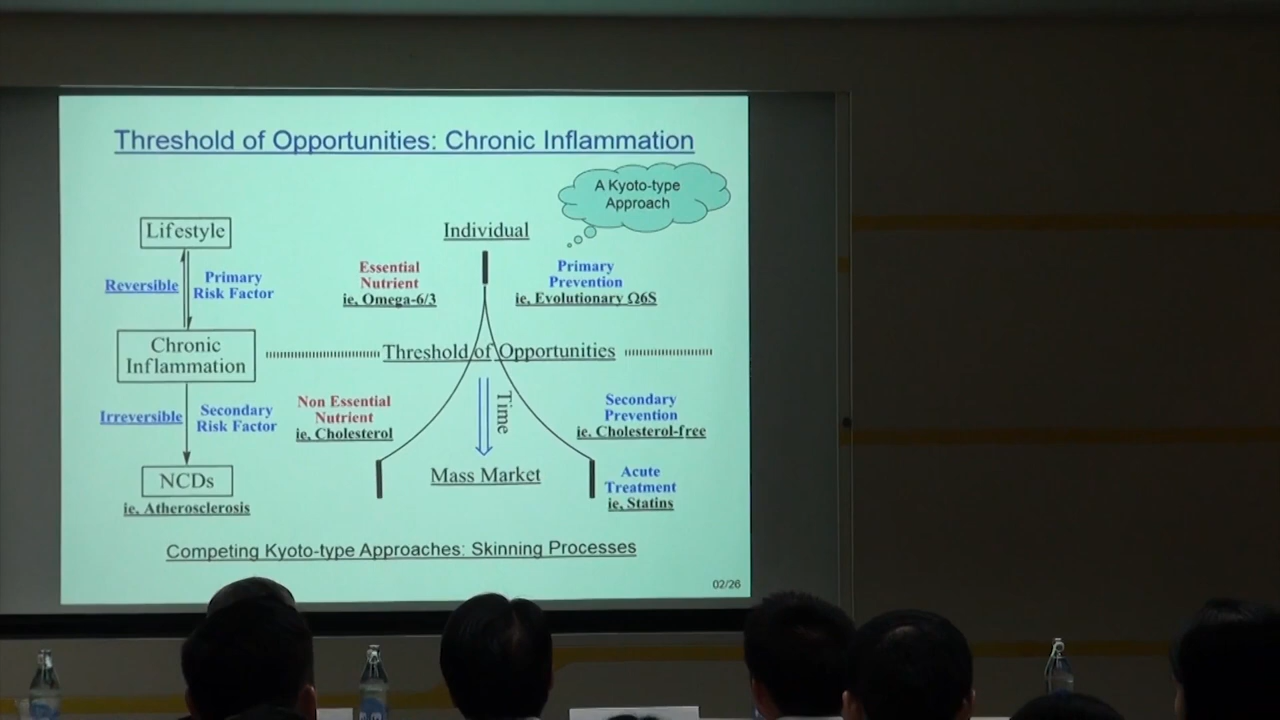 Threshold of Opportunities: Chronic Inflammation
A Kyoto-type
Approach
Lifestyle
Individual
Reversible
Primary
Risk Factor
Essential
Nutrient
ie, Omega-6/3
Primary
Prevention
ie, Evolutionary Ω6S
Chronic
Inflammation
Threshold of Opportunities
Irreversible
Secondary
Risk Factor
Non Essential
Nutrient
ie, Cholesterol
Time
Secondary
Prevention
ie. Cholesterol-free
NCDs
ie, Atherosclerosis
Mass Market
Acute
Treatment
ie, Statins
Competing Kyoto-type Approaches: Skinning Processes
02/26